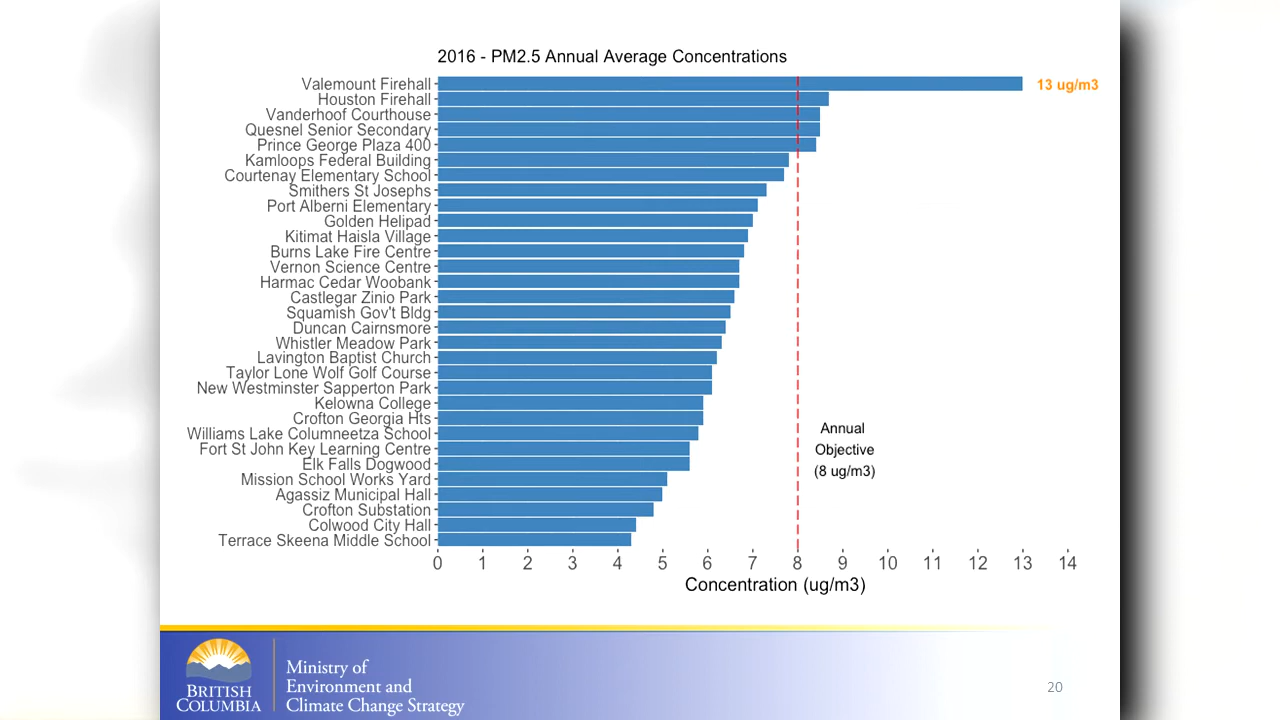 2016 - PM2.5 Annual Average Concentrations
Valemount Firehall
13 ug/m3
Houston Firehall
Vanderhoof Courthouse
Quesnel Senior Secondary
Prince George Plaza 400
Kamloops Federal Building
Courtenay Elementary School
Smithers St Josephs
Port Alberni Elementary
Golden Helipad
Kitimat Haisla Village
Burns Lake Fire Centre
Vernon Science Centre
Harmac Cedar Woobank
Castlegar Zinio Park
Squamish Gov't Bldg
Duncan Cairnsmore
Whistler Meadow Park
Lavington Baptist Church
Taylor Lone Wolf Golf Course
New Westminster Sapperton Park
Kelowna College
Crofton Georgia Hts
Williams Lake Columneetza School
Fort St John Key Learning Centre
Elk Falls Dogwood
Mission School Works Yard
Agassiz Municipal Hall
Crofton Substation
Colwood City Hall
Terrace Skeena Middle School
Annual
Objective
(8 ug/m3)
0 1 2 3 4 5 6 7 8 9 10 11 12 13 14
Concentration (ug/m3)
BRITISH
COLUMBIA
Ministry of
Environment and
Climate Change Strategy
20